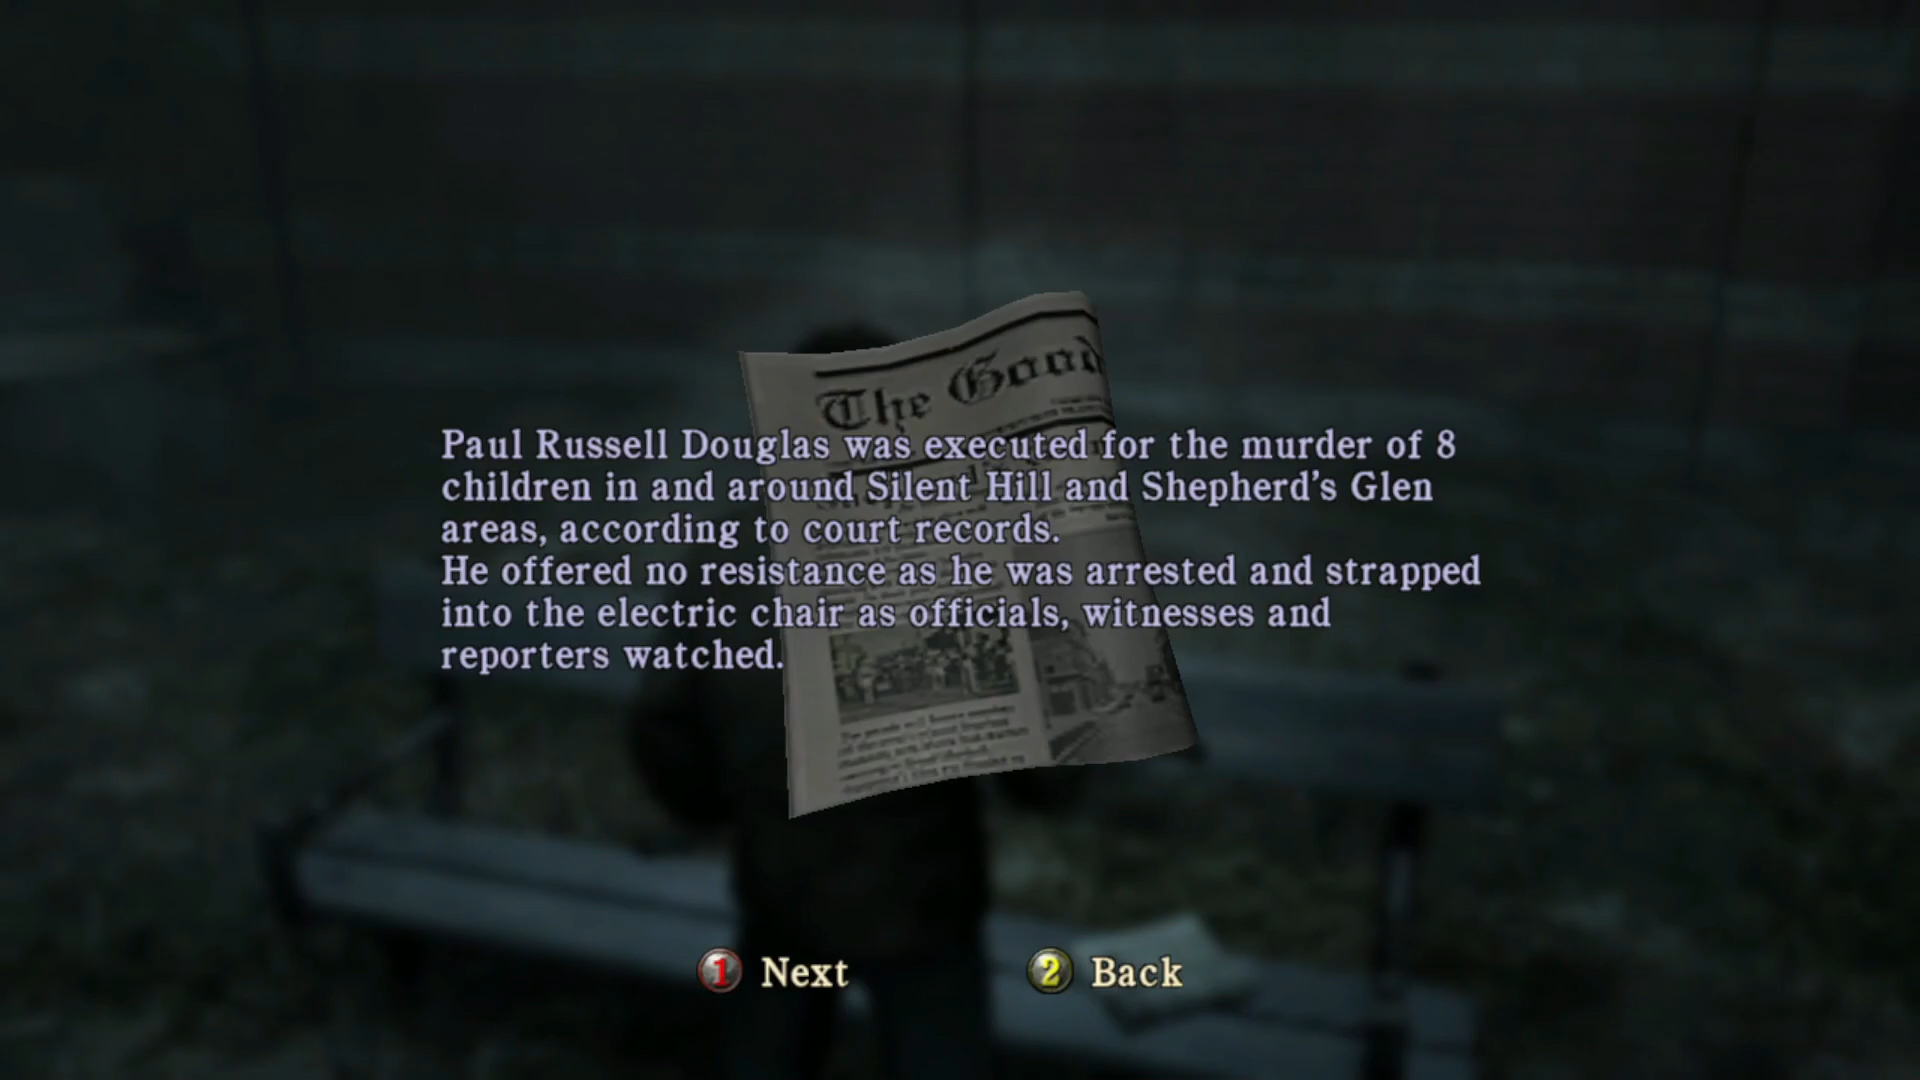 The Good
Paul Russell Douglas was executed for the murder of 8
children in and around Silent Hill and Shepherd's Glen
areas, according to court records.
He offered no resistance as he was arrested and strapped
into the electric chair as officials, witnesses and
reporters watched.
1 Next
2 Back